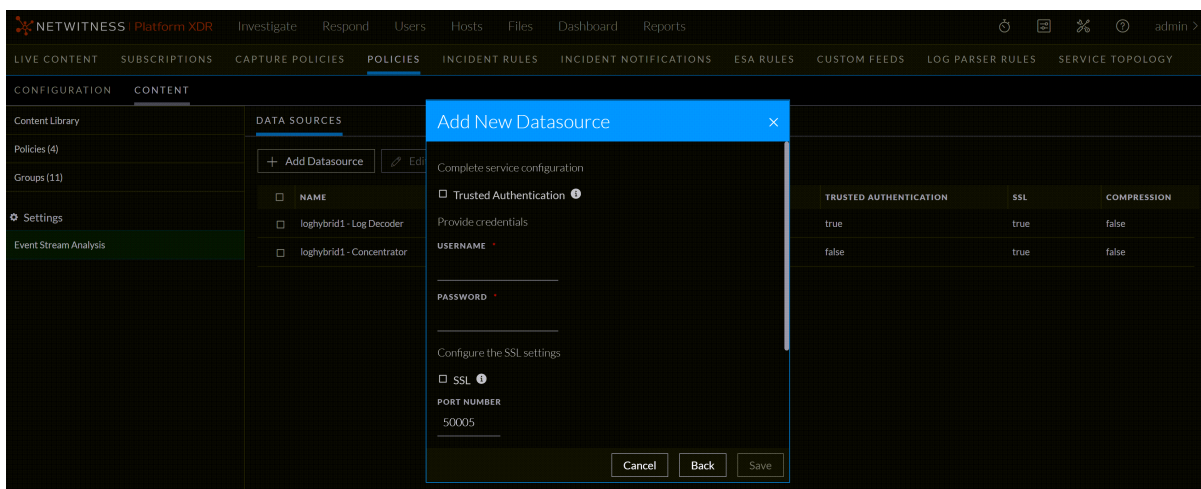 NETWITNESS Platform XDR Investigate Respond Users Hosts Files Dashboard Reports admin >
LIVE CONTENT SUBSCRIPTIONS CAPTURE POLICIES POLICIES INCIDENT RULES INCIDENT NOTIFICATIONS ESA RULES CUSTOM FEEDS LOG PARSER RULES SERVICE TOPOLOGY
CONFIGURATION CONTENT
Content Library
Policies (4)
Groups (11)
Settings
Event Stream Analysis
DATA SOURCES
+ Add Datasource Edi
NAME TRUSTED AUTHENTICATION SSL COMPRESSION
loghybrid1 - Log Decoder true true false
loghybrid1 - Concentrator false true false
Add New Datasource ×
Complete service configuration
Trusted Authentication
Provide credentials
USERNAME *
PASSWORD *
Configure the SSL settings
SSL
PORT NUMBER
50005
Cancel Back Save